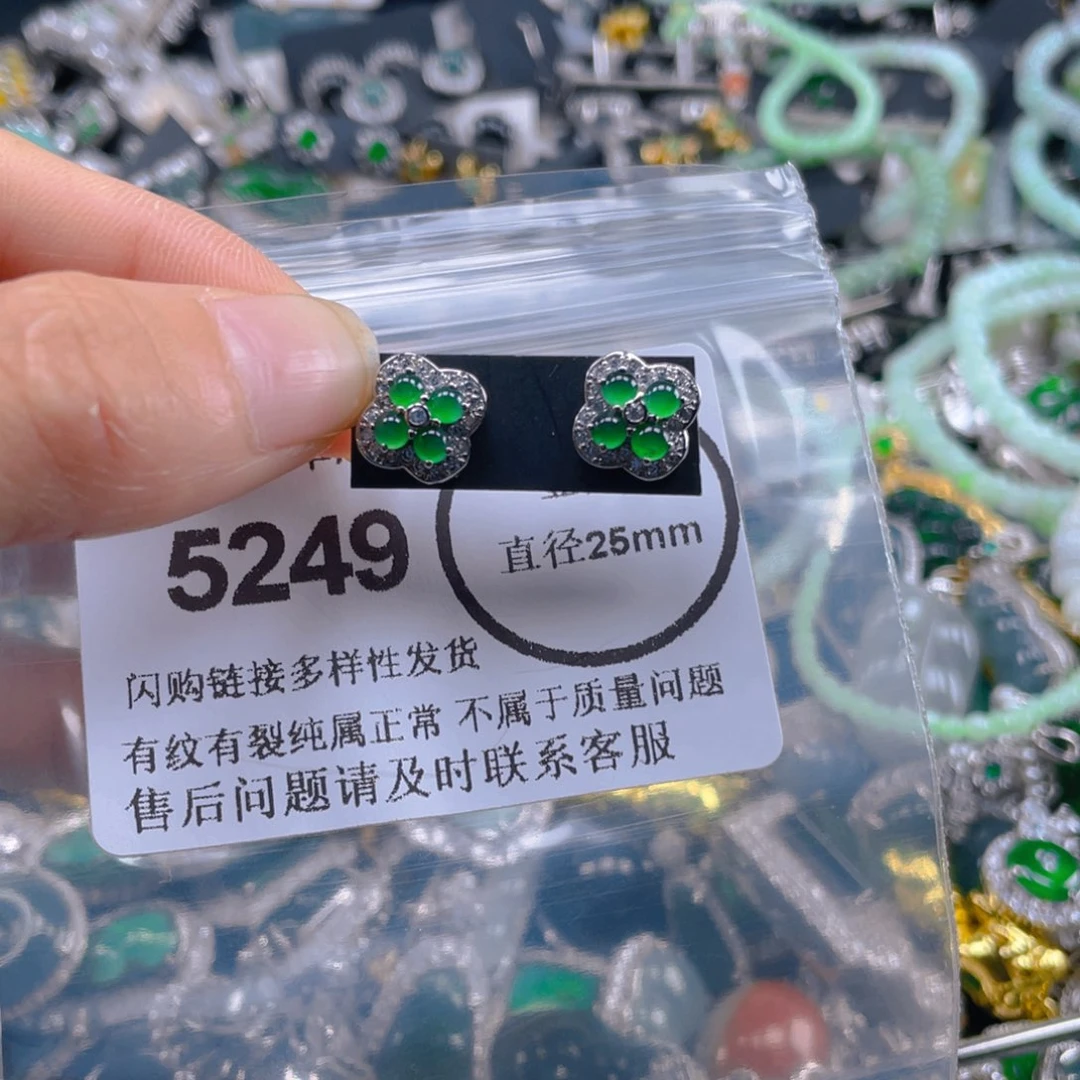 5249
直径25mm
闪购链接多样性发货
有纹有裂纯属正常 不属于质量问题
售后问题请及时联系客服